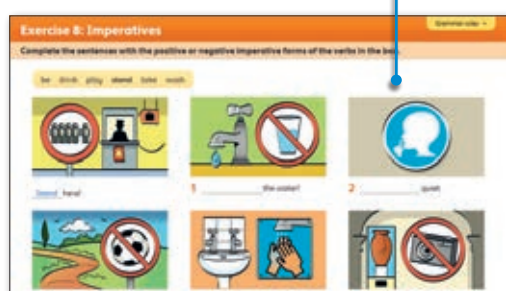 Exercise 8: Imperatives
Grammar rules
Complete the sentences with the positive or negative imperative forms of the verbs in the box.
be drink play stand take wash
Stand here!
1 the water!
2 quiet